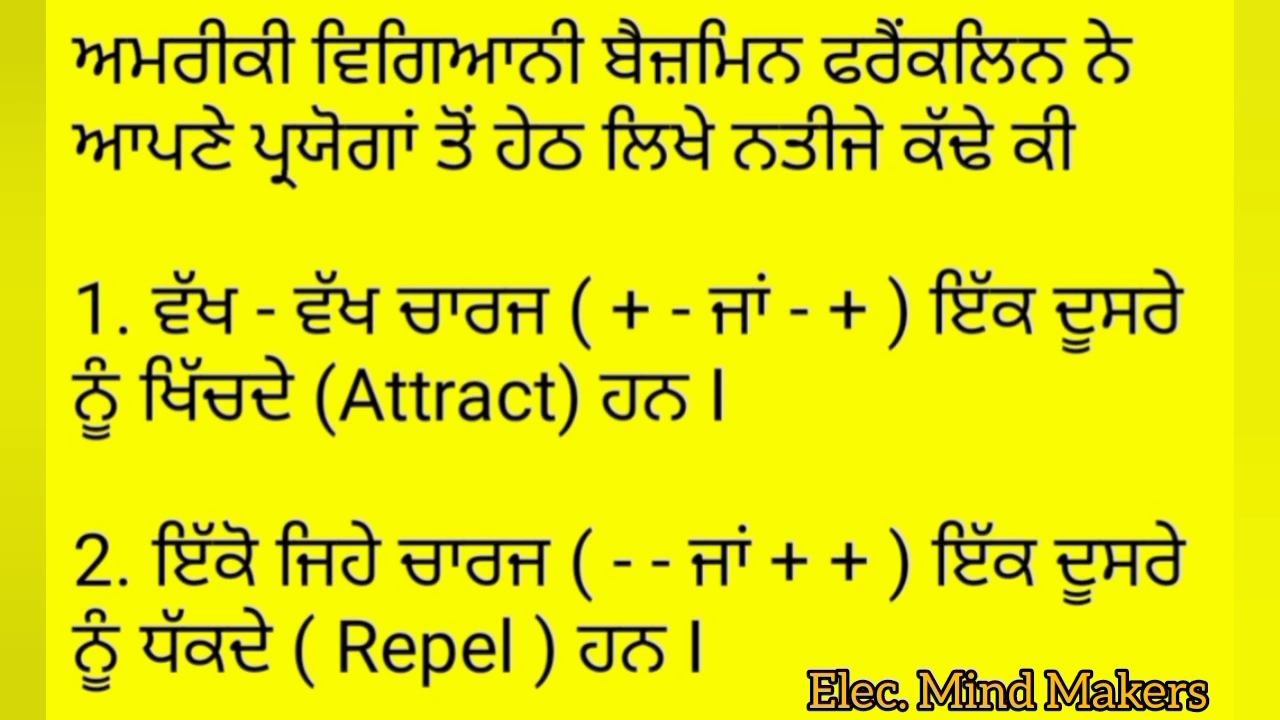 ਅਮਰੀਕੀ ਵਿਗਿਆਨੀ ਬੈਜ਼ਮਿਨ ਫਰੈਂਕਲਿਨ ਨੇ
ਆਪਣੇ ਪ੍ਰਯੋਗਾਂ ਤੋਂ ਹੇਠ ਲਿਖੇ ਨਤੀਜੇ ਕੱਢੇ ਕੀ
1. ਵੱਖ - ਵੱਖ ਚਾਰਜ ( + - ਜਾਂ - + ) ਇੱਕ ਦੂਸਰੇ
ਨੂੰ ਖਿੱਚਦੇ (Attract) ਹਨ l
2. ਇੱਕੋ ਜਿਹੇ ਚਾਰਜ ( - - ਜਾਂ + + ) ਇੱਕ ਦੂਸਰੇ
ਨੂੰ ਧੱਕਦੇ ( Repel ) ਹਨ l
Elec. Mind Makers